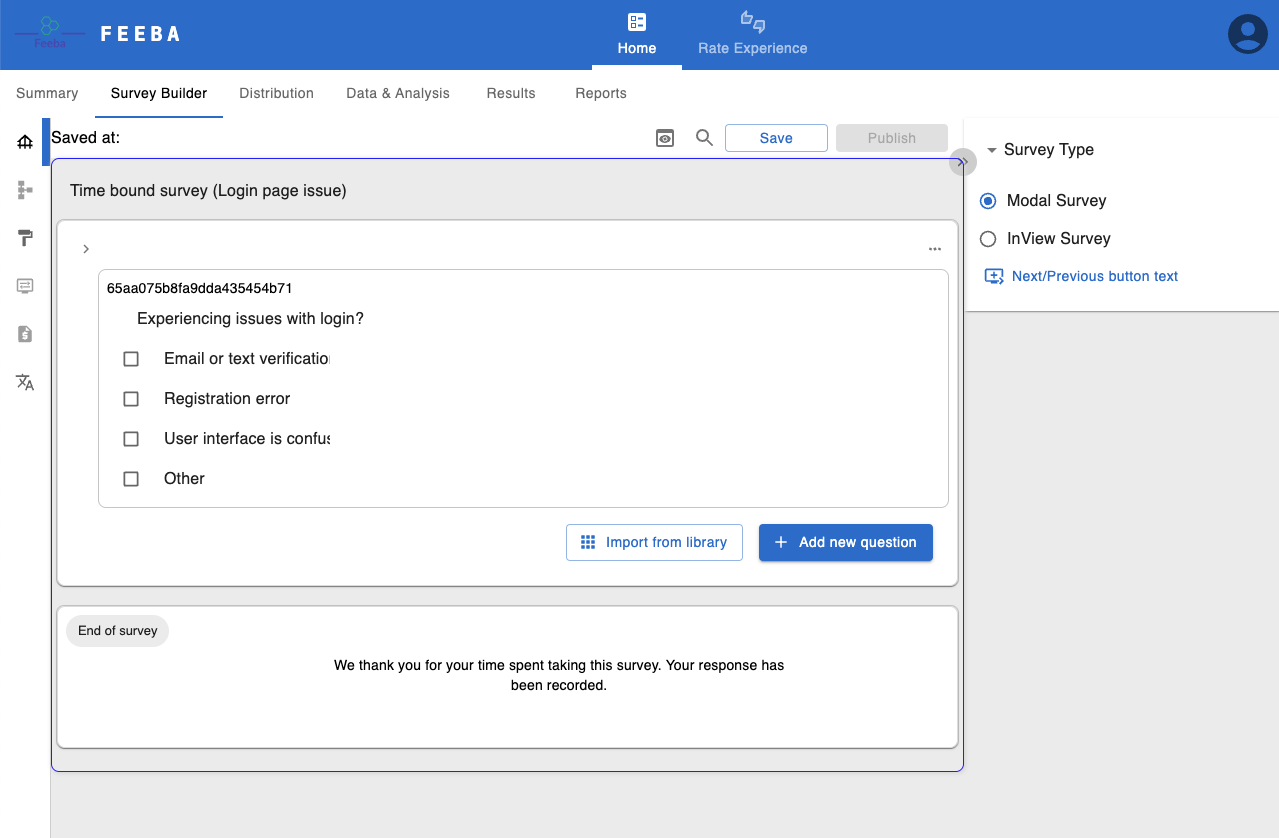 Feeba
FEEBA
Home
Rate Experience
Summary
Survey Builder
Distribution
Data & Analysis
Results
Reports
Saved at:
Save
Publish
Survey Type
Modal Survey
InView Survey
Next/Previous button text
Time bound survey (Login page issue)
65aa075b8fa9dda435454b71
Experiencing issues with login?
Email or text verificatio
Registration error
User interface is confus
Other
Import from library
Add new question
End of survey
We thank you for your time spent taking this survey. Your response has
been recorded.